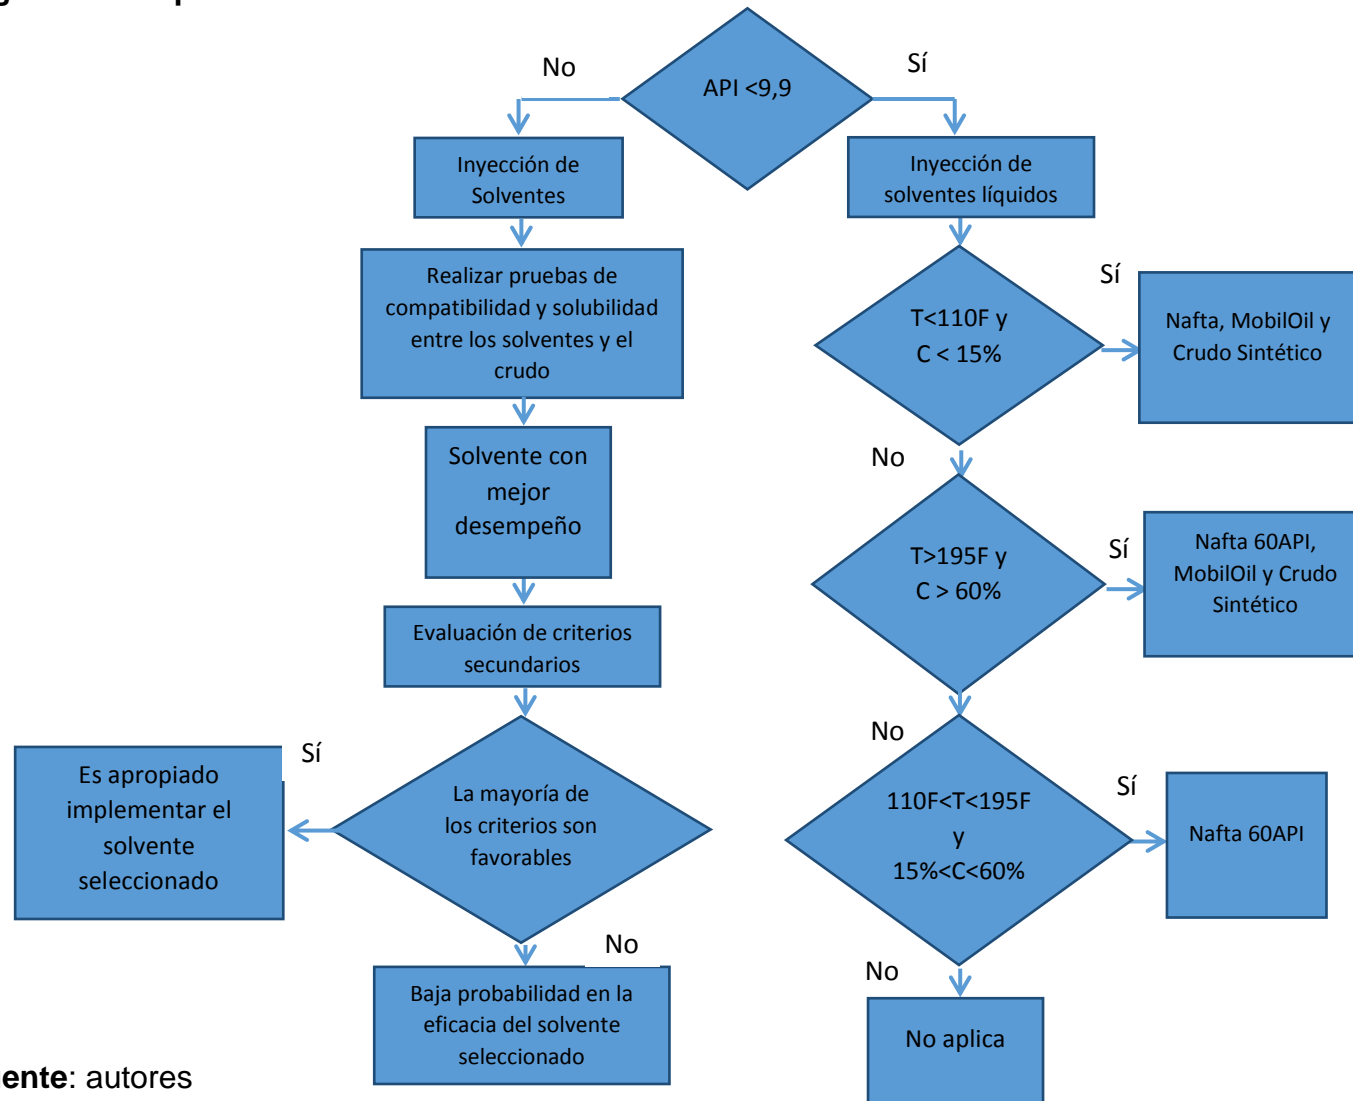 No
API <9,9
Sí
Inyección de
Solventes
Inyección de
solventes líquidos
Realizar pruebas de
compatibilidad y solubilidad
entre los solventes y el
crudo
T<110F y
C < 15%
Sí
Nafta, MobilOil y
Crudo Sintético
Solvente con
mejor
desempeño
No
T>195F y
C > 60%
Sí
Nafta 60API,
MobilOil y Crudo
Sintético
Evaluación de criterios
secundarios
No
Sí
Es apropiado
implementar el
solvente
seleccionado
La mayoría de
los criterios son
favorables
110F<T<195F
y
15%<C<60%
Sí
Nafta 60API
No
Baja probabilidad en la
eficacia del solvente
seleccionado
No
No aplica
ente: autores